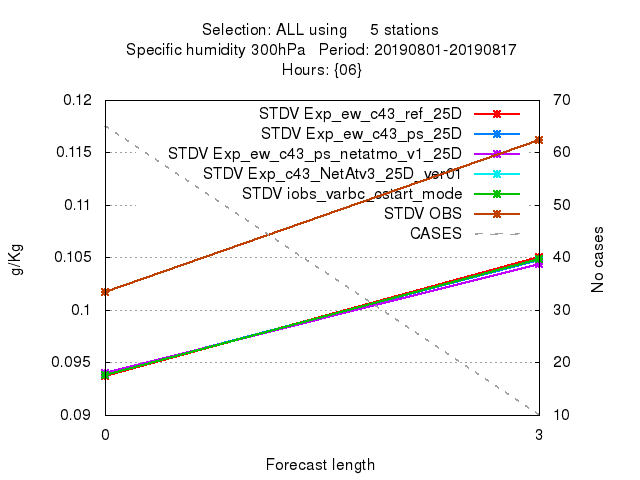 Selection: ALL using 5 stations
Specific humidity 300hPa Period: 20190801-20190817
Hours: {06}
0.12
0.115
0.11
0.105
0.1
0.095
0.09
g/Kg
STDV Exp_ew_c43_ref_25D
STDV Exp_ew_c43_ps_25D
STDV Exp_ew_c43_ps_netatmo_v1_25D
STDV Exp_c43_NetAtv3_25D_ver01
STDV iobs_varbc_cstart_mode
STDV OBS
CASES
70
60
50
40
30
20
10
No cases
0
3
Forecast length